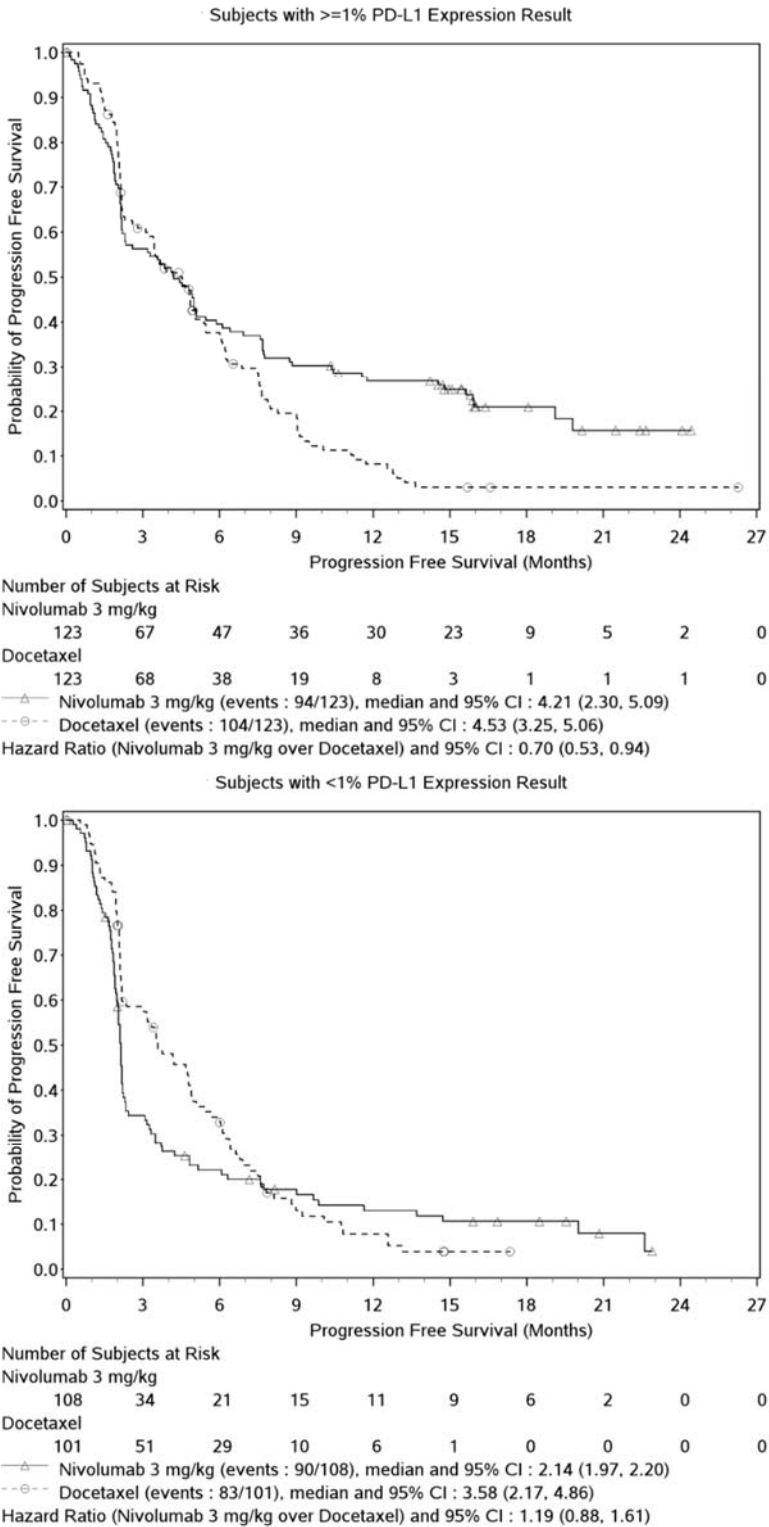 Subjects with >=1% PD-L1 Expression Result
Probability of Progression Free Survival
1.0
0.9
0.8
0.7
0.6
0.5
0.4
0.3
0.2
0.1
0.0
0 3 6 9 12 15 18 21 24 27
Progression Free Survival (Months)
Number of Subjects at Risk
Nivolumab 3 mg/kg
123 67 47 36 30 23 9 5 2 0
Docetaxel
123 68 38 19 8 3 1 1 1 0
Nivolumab 3 mg/kg (events : 94/123), median and 95% CI : 4.21 (2.30, 5.09)
Docetaxel (events : 104/123), median and 95% CI : 4.53 (3.25, 5.06)
Hazard Ratio (Nivolumab 3 mg/kg over Docetaxel) and 95% CI : 0.70 (0.53, 0.94)
Subjects with <1% PD-L1 Expression Result
Probability of Progression Free Survival
1.0
0.9
0.8
0.7
0.6
0.5
0.4
0.3
0.2
0.1
0.0
0 3 6 9 12 15 18 21 24 27
Progression Free Survival (Months)
Number of Subjects at Risk
Nivolumab 3 mg/kg
108 34 21 15 11 9 6 2 0 0
Docetaxel
101 51 29 10 6 1 0 0 0 0
Nivolumab 3 mg/kg (events : 90/108), median and 95% CI : 2.14 (1.97, 2.20)
Docetaxel (events : 83/101), median and 95% CI : 3.58 (2.17, 4.86)
Hazard Ratio (Nivolumab 3 mg/kg over Docetaxel) and 95% CI : 1.19 (0.88, 1.61)